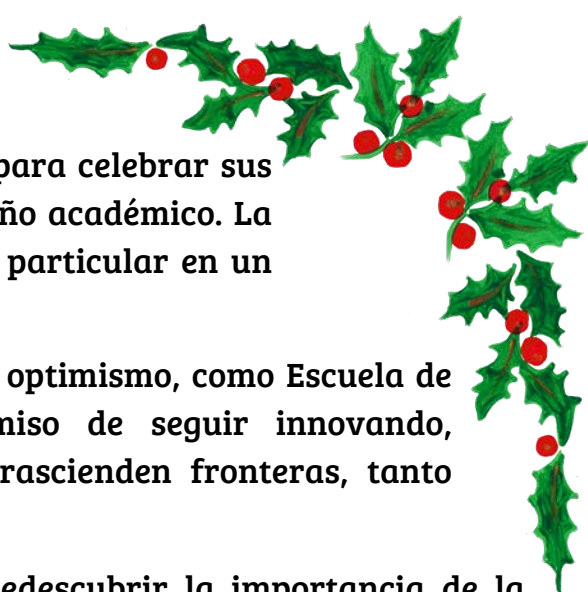 para celebrar sus
ño académico. La
particular en un
optimismo, como Escuela de
miso de seguir innovando,
rascienden fronteras, tanto
edescubrir la importancia de la